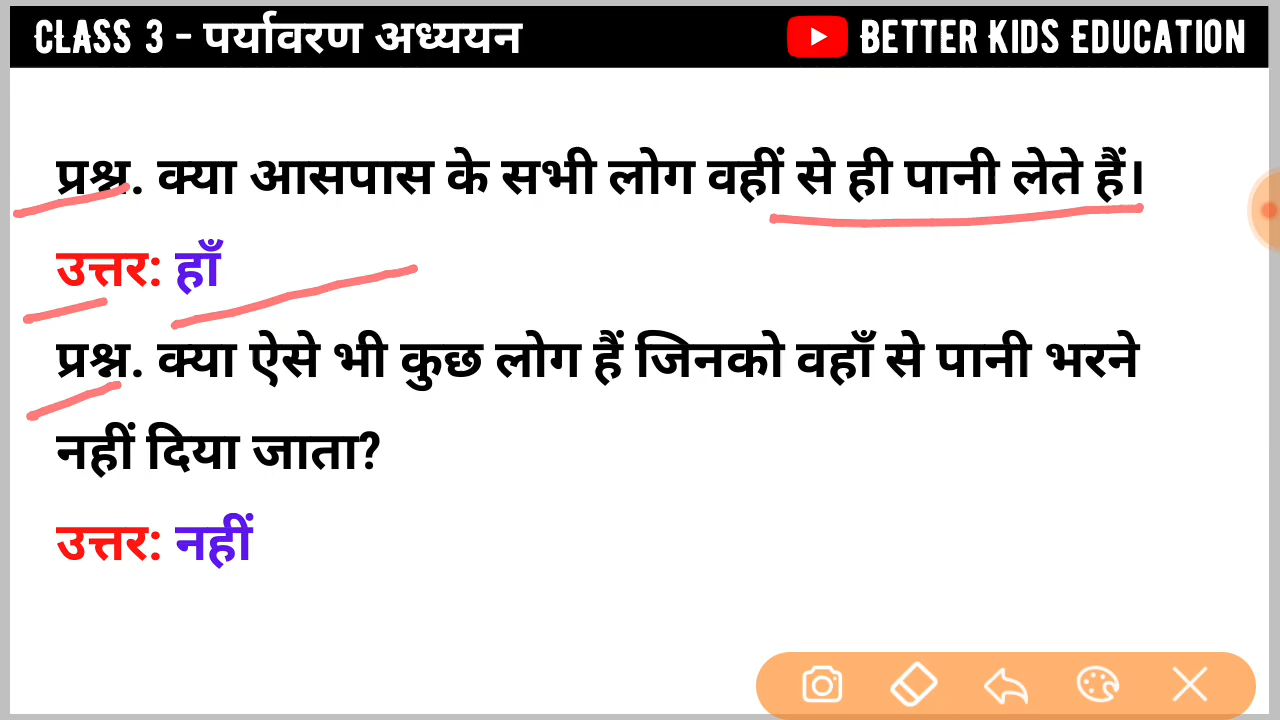 CLASS 3 - पर्यावरण अध्ययन
BETTER KIDS EDUCATION
प्रश्न. क्या आसपास के सभी लोग वहीं से ही पानी लेते हैं।
उत्तर: हाँ
प्रश्न. क्या ऐसे भी कुछ लोग हैं जिनको वहाँ से पानी भरने
नहीं दिया जाता?
उत्तर: नहीं